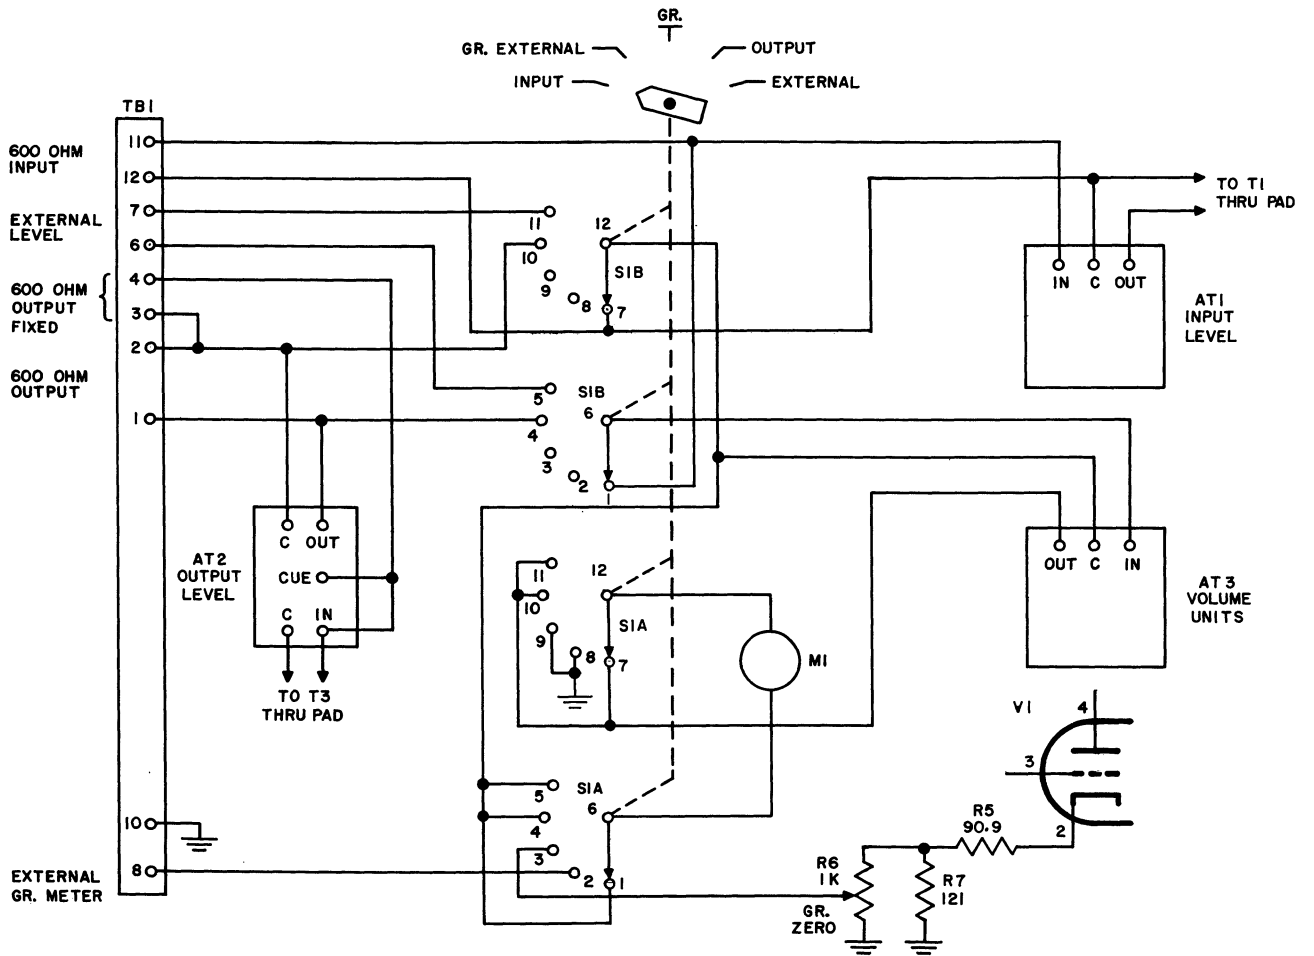 GR.
GR. EXTERNAL
OUTPUT
INPUT
EXTERNAL
TB1
11
600 OHM
INPUT
12
7
EXTERNAL
LEVEL
6
4
600 OHM
OUTPUT
FIXED
3
2
600 OHM
OUTPUT
1
11
12
10
S1B
9
8
7
TO T1
THRU PAD
IN C OUT
AT1
INPUT
LEVEL
5
S1B
6
4
3
2
1
C OUT
AT2
OUTPUT
LEVEL
CUE
C IN
TO T3
THRU PAD
OUT C IN
AT3
VOLUME
UNITS
11
12
10
S1A
9
8
7
M1
5
S1A
6
4
3
2
1
V1
4
3
2
R5
90.9
R6
1K
R7
121
GR.
ZERO
10
8
EXTERNAL
GR. METER